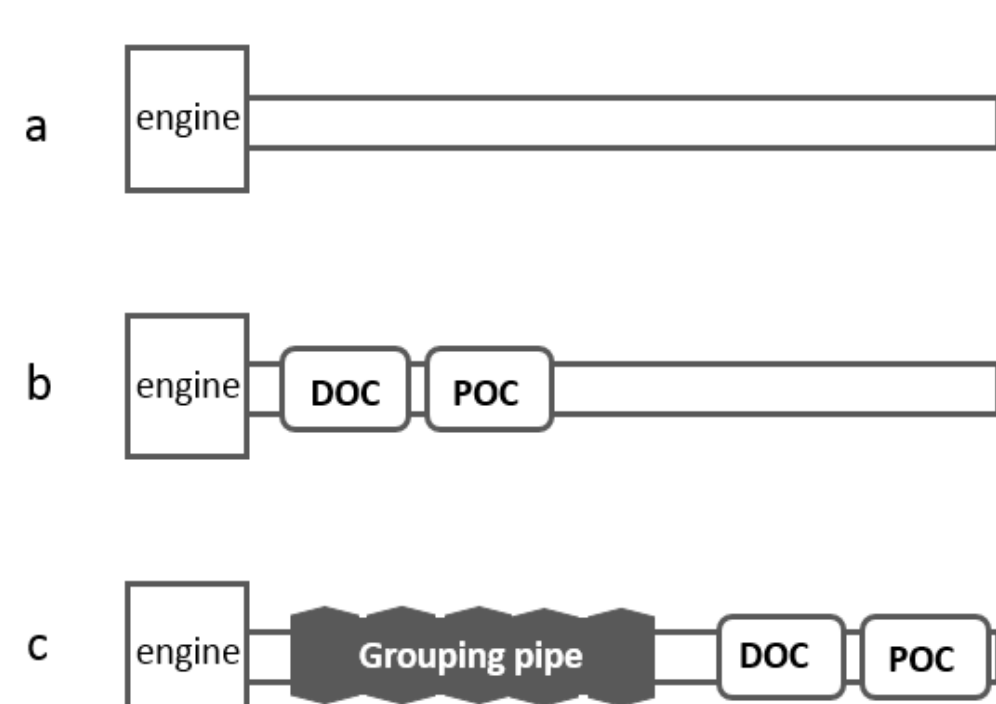 a
engine
b
engine
DOC
POC
c
engine
Grouping pipe
DOC
POC